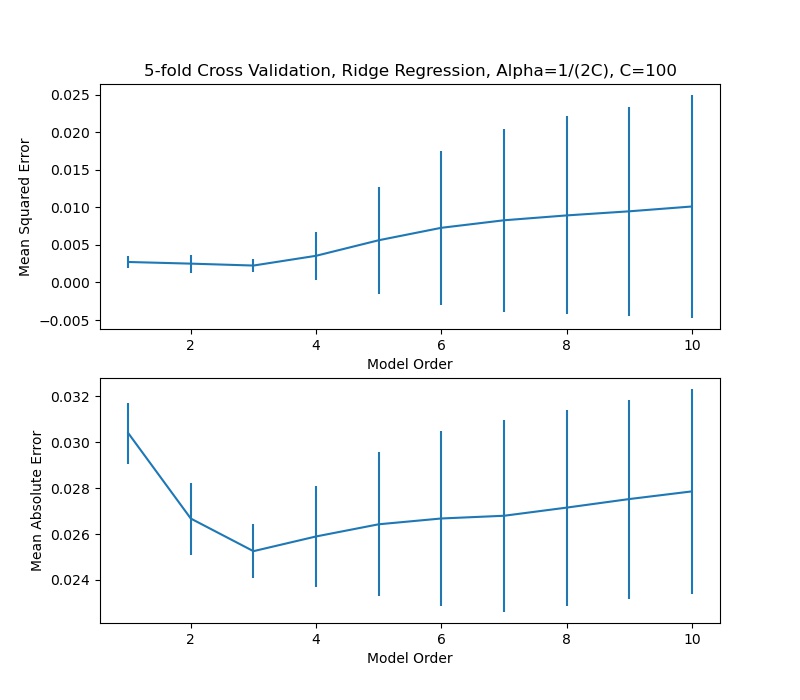 5-fold Cross Validation, Ridge Regression, Alpha=1/(2C), C=100
Mean Squared Error
0.025
0.020
0.015
0.010
0.005
0.000
−0.005
2 4 6 8 10
Model Order
Mean Absolute Error
0.032
0.030
0.028
0.026
0.024
2 4 6 8 10
Model Order